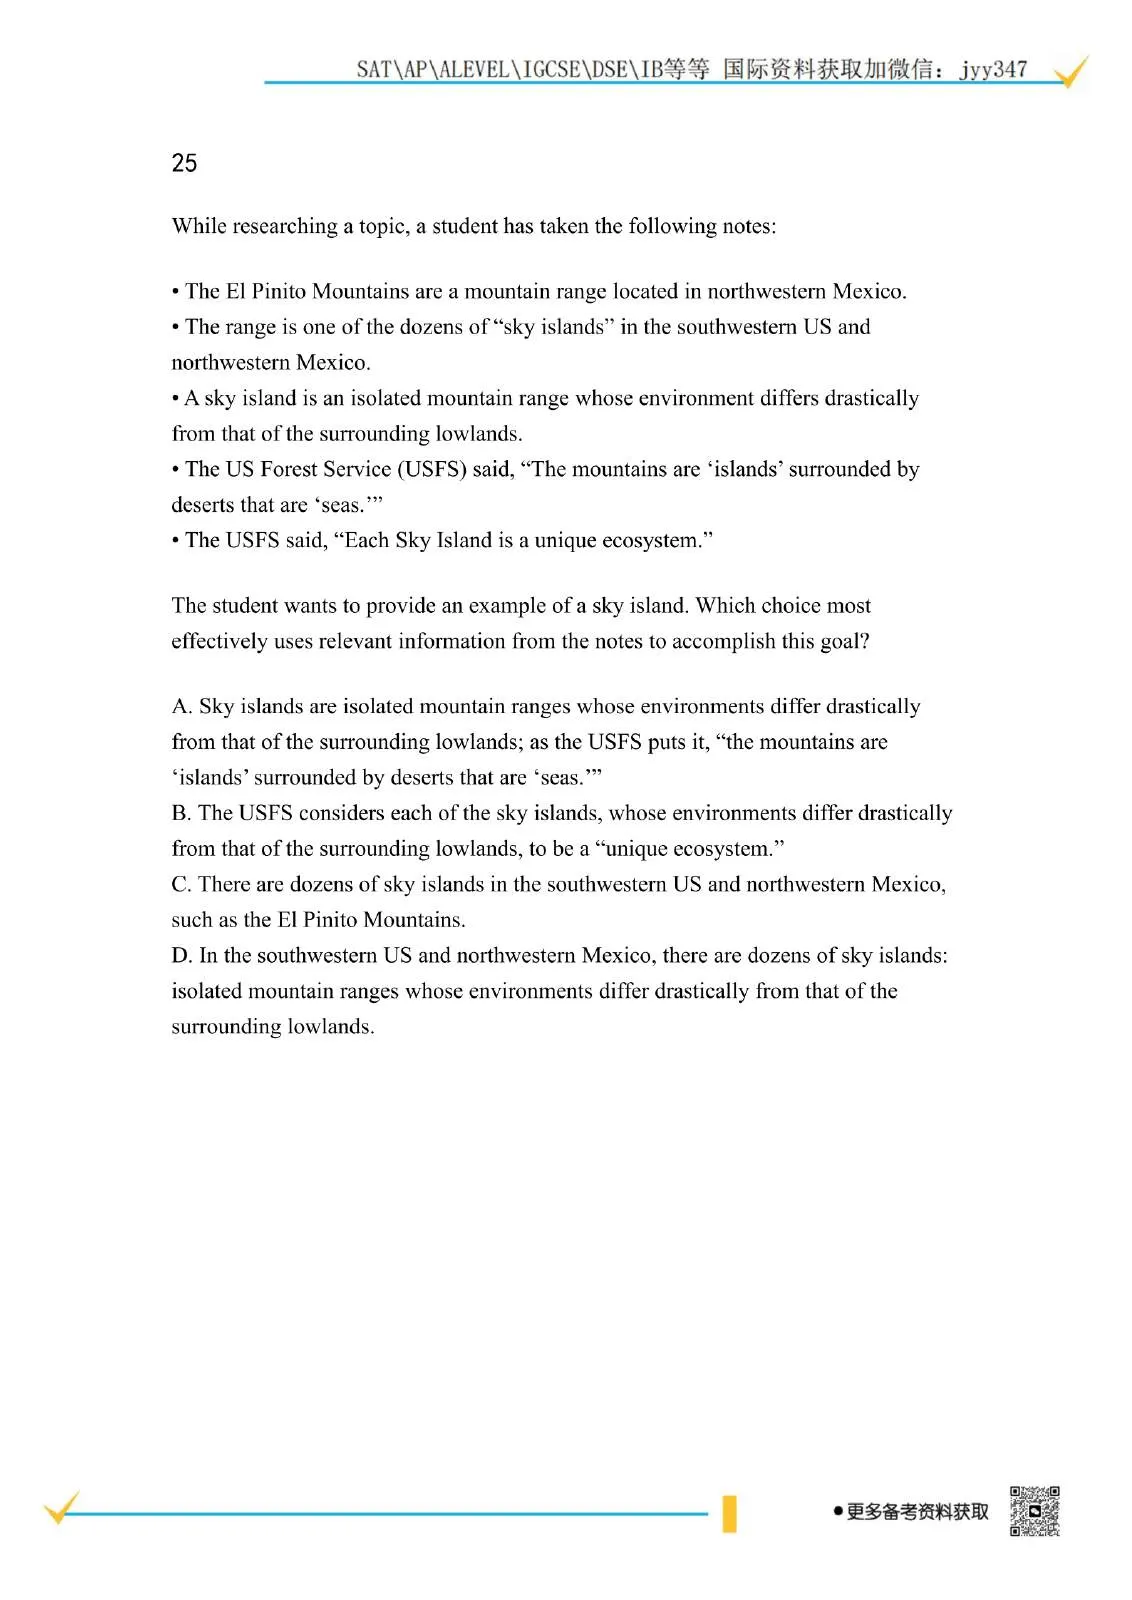 SAT\AP\ALEVEL\IGCSE\DSE\IB等等 国际资料获取加微信：jyy347
25
While researching a topic, a student has taken the following notes:
• The El Pinito Mountains are a mountain range located in northwestern Mexico.
• The range is one of the dozens of “sky islands” in the southwestern US and
northwestern Mexico.
• A sky island is an isolated mountain range whose environment differs drastically
from that of the surrounding lowlands.
• The US Forest Service (USFS) said, “The mountains are ‘islands’ surrounded by
deserts that are ‘seas.’”
• The USFS said, “Each Sky Island is a unique ecosystem.”
The student wants to provide an example of a sky island. Which choice most
effectively uses relevant information from the notes to accomplish this goal?
A. Sky islands are isolated mountain ranges whose environments differ drastically
from that of the surrounding lowlands; as the USFS puts it, “the mountains are
‘islands’ surrounded by deserts that are ‘seas.’”
B. The USFS considers each of the sky islands, whose environments differ drastically
from that of the surrounding lowlands, to be a “unique ecosystem.”
C. There are dozens of sky islands in the southwestern US and northwestern Mexico,
such as the El Pinito Mountains.
D. In the southwestern US and northwestern Mexico, there are dozens of sky islands:
isolated mountain ranges whose environments differ drastically from that of the
surrounding lowlands.
•更多备考资料获取